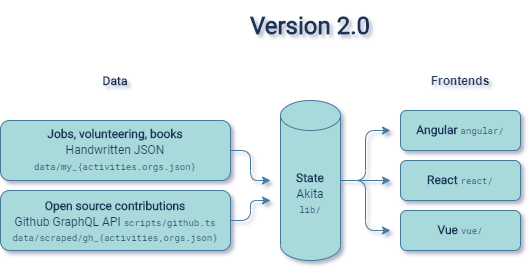 Version 2.0
Data
Frontends
Jobs, volunteering, books
Handwritten JSON
data/my_{activities.orgs.json}
Open source contributions
Github GraphQL API scripts/github.ts
data/scraped/gh_{activities,orgs.json}
State
Akita
lib/
Angular angular/
React react/
Vue vue/